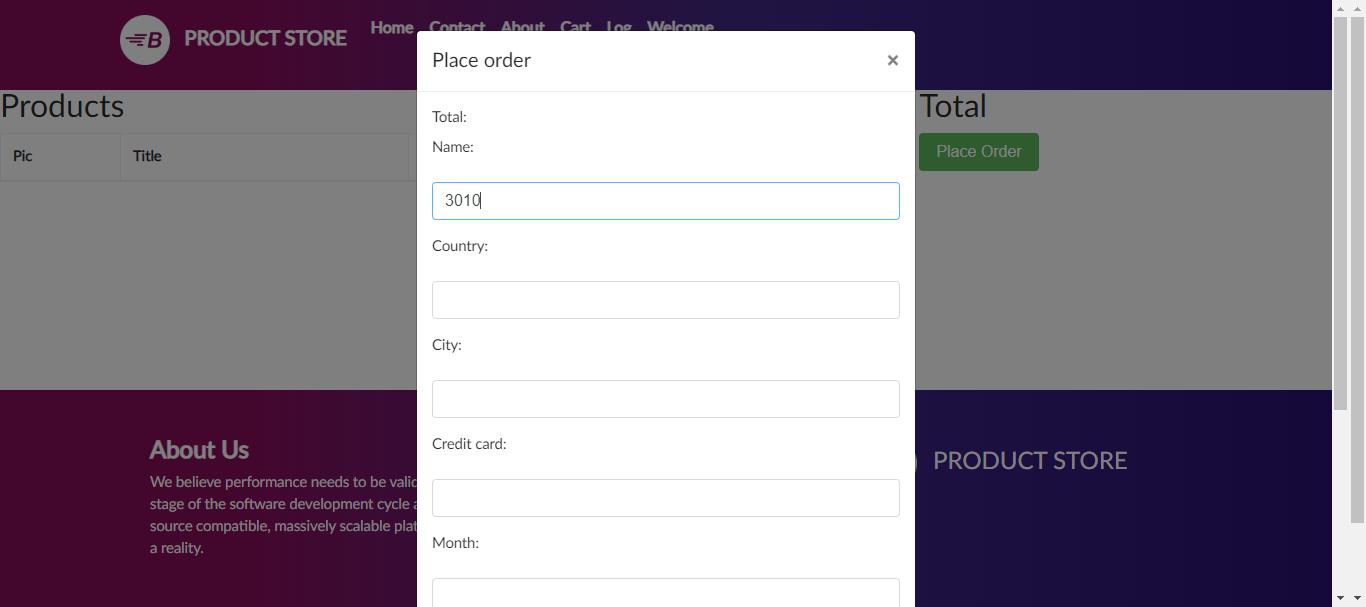 B PRODUCT STORE
Home Contact About Cart Log Welcome
Place order ×
Products
Total
Total:
Pic Title
Place Order
Name:
3010
Country:
City:
Credit card:
Month:
About Us
We believe performance needs to be valid
stage of the software development cycle a
source compatible, massively scalable plat
a reality.
PRODUCT STORE